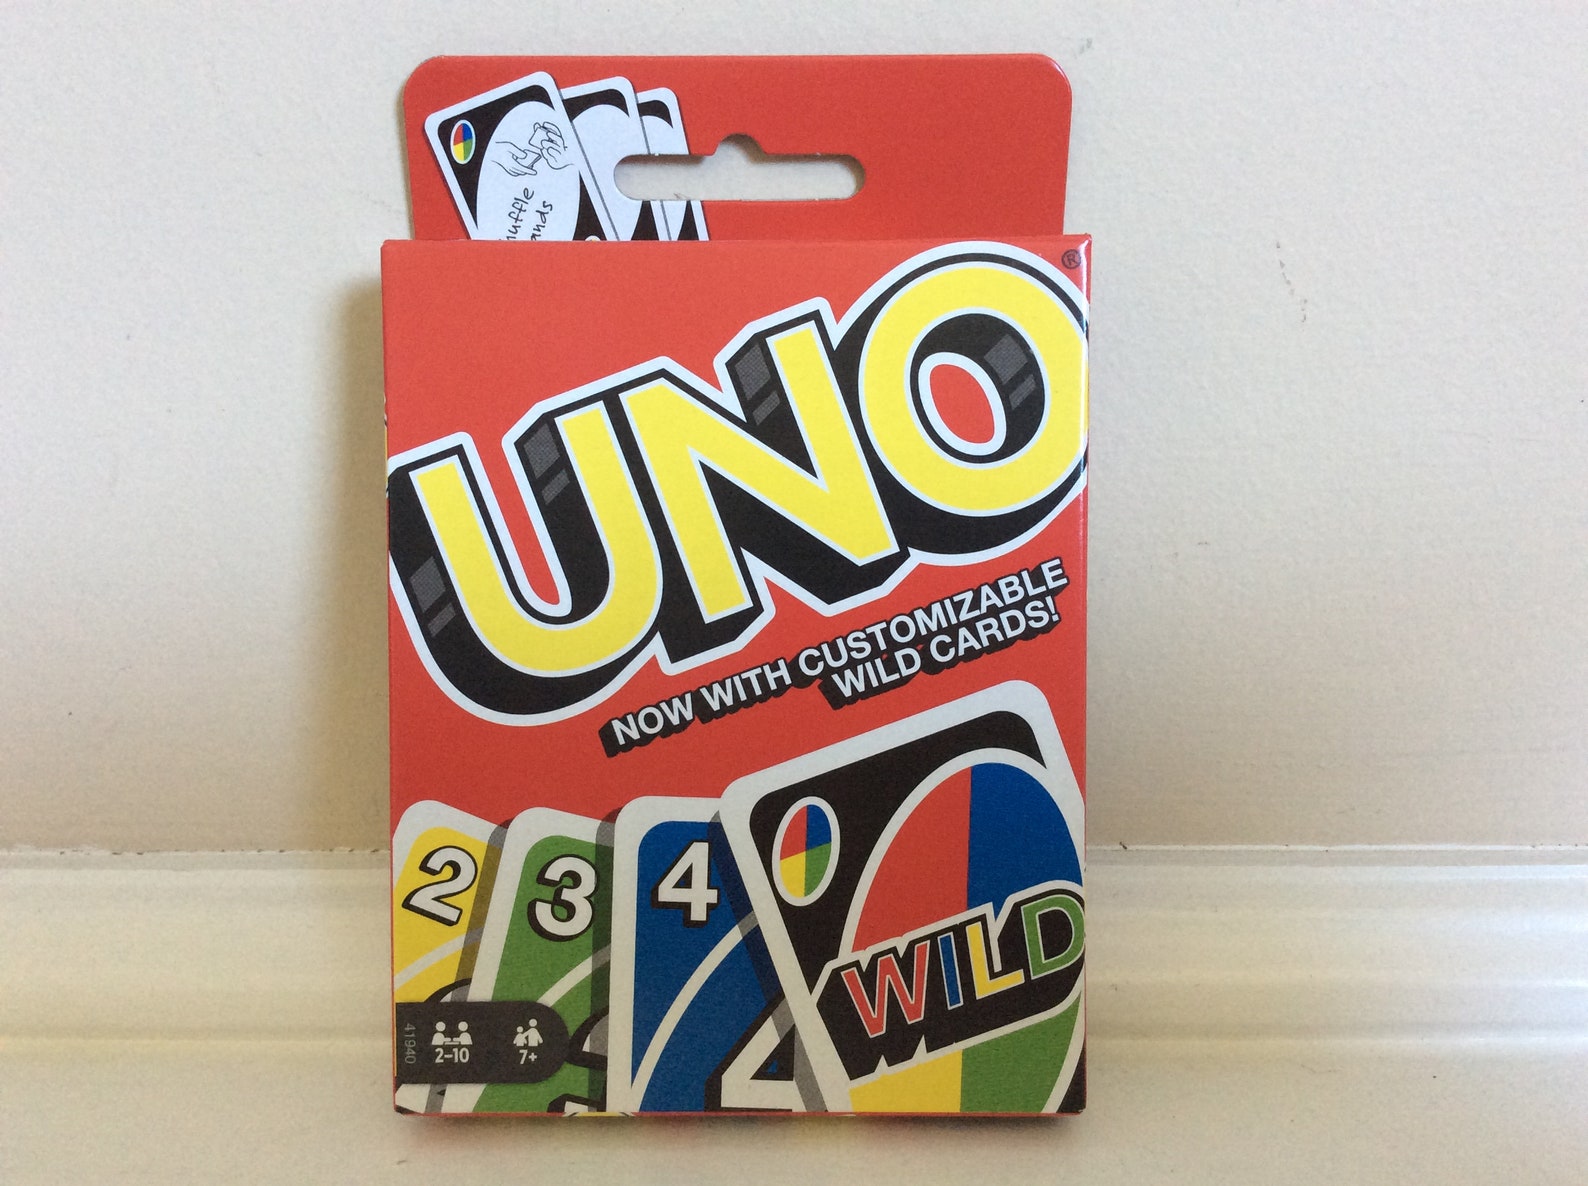 UNO
®
NOW WITH CUSTOMIZABLE
WILD CARDS!
2
3
4
WILD
41940
2-10
7+